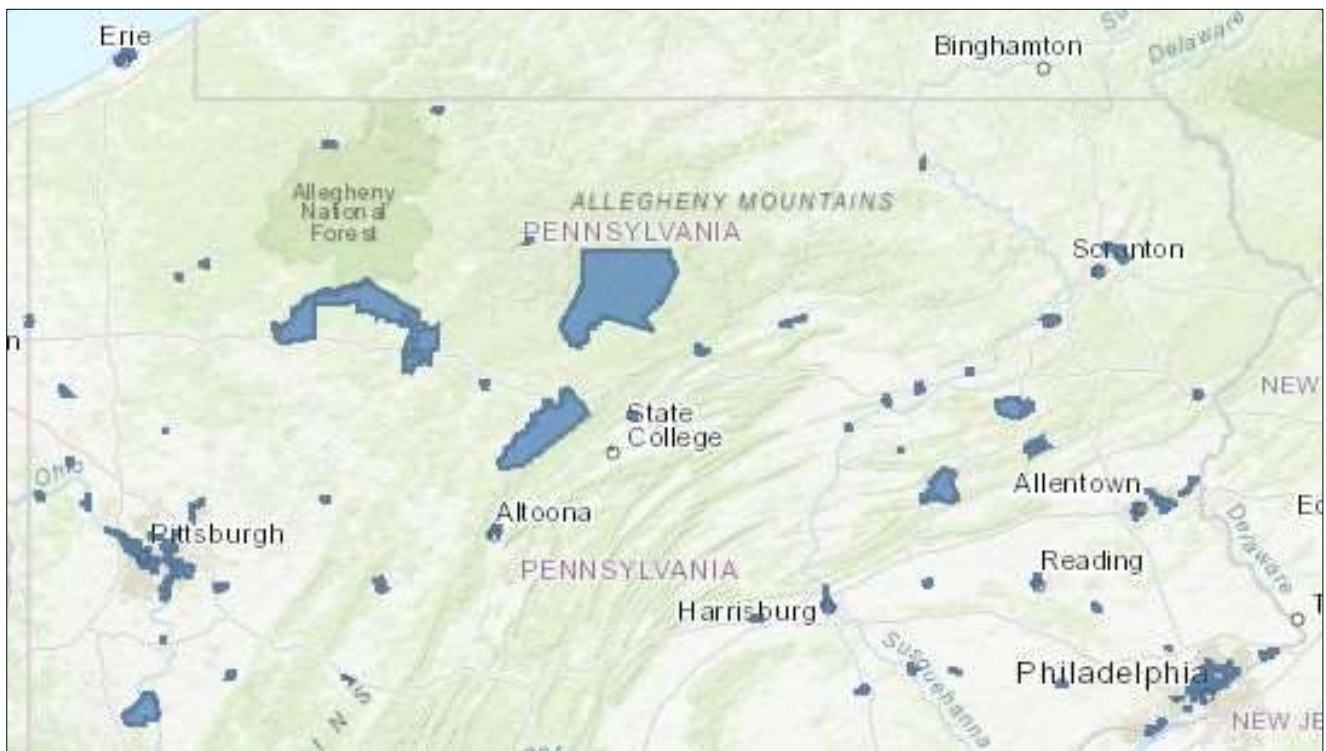 Erie
Binghamton
Delaware
Allegheny
National
Forest
ALLEGHENY MOUNTAINS
PENNSYLVANIA
Scranton
n
NEW
State
College
Ohio
Allentown
Altoona
Pittsburgh
Ec
Delaware
PENNSYLVANIA
Reading
Harrisburg
T
Susquehanna
Philadelphia
NEW JE
I N S